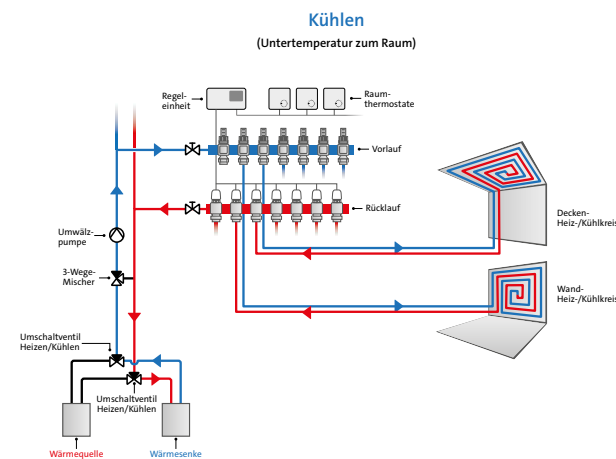 Kühlen
(Untertemperatur zum Raum)
Regel-
einheit
Raum-
thermostate
Vorlauf
Rücklauf
Decken-
Heiz-/Kühlkreis
Umwälz-
pumpe
3-Wege-
Mischer
Wand-
Heiz-/Kühlkreis
Umschaltventil
Heizen/Kühlen
Umschaltventil
Heizen/Kühlen
Wärmequelle
Wärmesenke